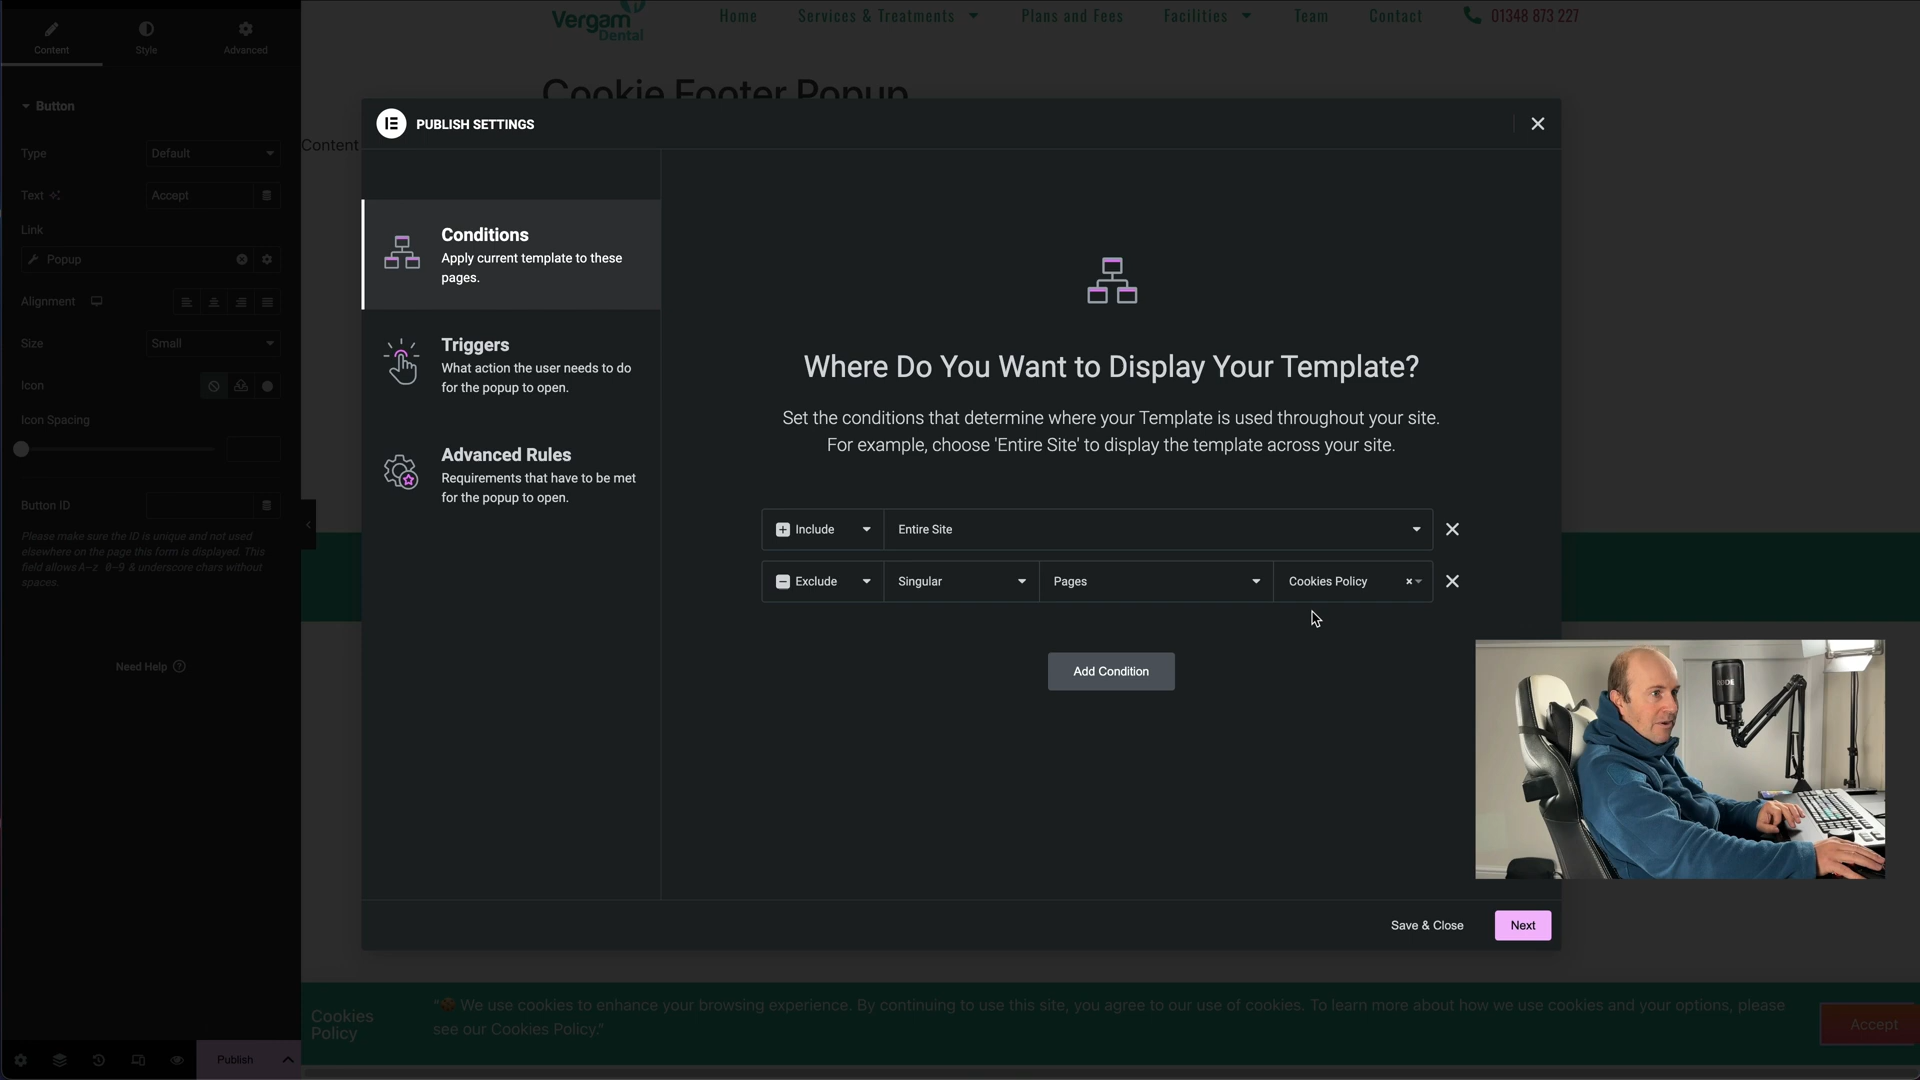 Vergam
Dental
Home
Services & Treatments
Plans and Fees
Facilities
Team
Contact
01348 873 227
Content
Style
Advanced
Cookie Footer Popup
Button
Type
Default
Text
Accept
Link
Popup
Alignment
Size
Small
Icon
Icon Spacing
Button ID
Please make sure the ID is unique and not used
elsewhere on the page this form is displayed. This
field allows A-z 0-9 & underscore chars without
spaces.
Need Help
Publish
Content
PUBLISH SETTINGS
Conditions
Apply current template to these
pages.
Triggers
What action the user needs to do
for the popup to open.
Advanced Rules
Requirements that have to be met
for the popup to open.
Where Do You Want to Display Your Template?
Set the conditions that determine where your Template is used throughout your site.
For example, choose 'Entire Site' to display the template across your site.
Include
Entire Site
Exclude
Singular
Pages
Cookies Policy
Add Condition
RODE
Save & Close
Next
Cookies
Policy
"🍪 We use cookies to enhance your browsing experience. By continuing to use this site, you agree to our use of cookies. To learn more about how we use cookies and your options, please
see our Cookies Policy."
Accept